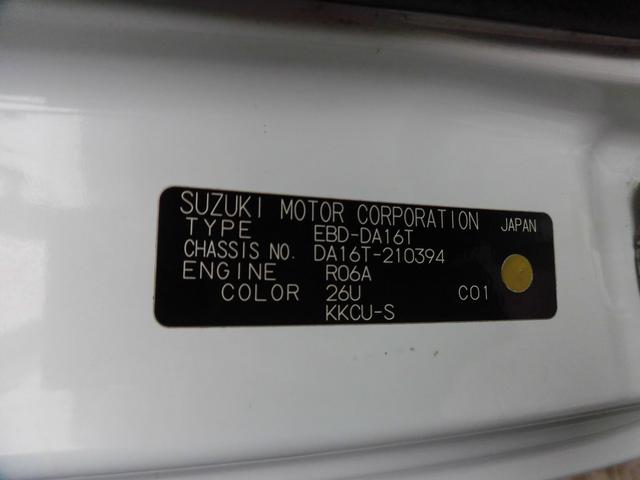 SUZUKI MOTOR CORPORATION JAPAN
TYPE EBD-DA16T
CHASSIS NO. DA16T-210394
ENGINE R06A
COLOR 26U C01
KKCU-S